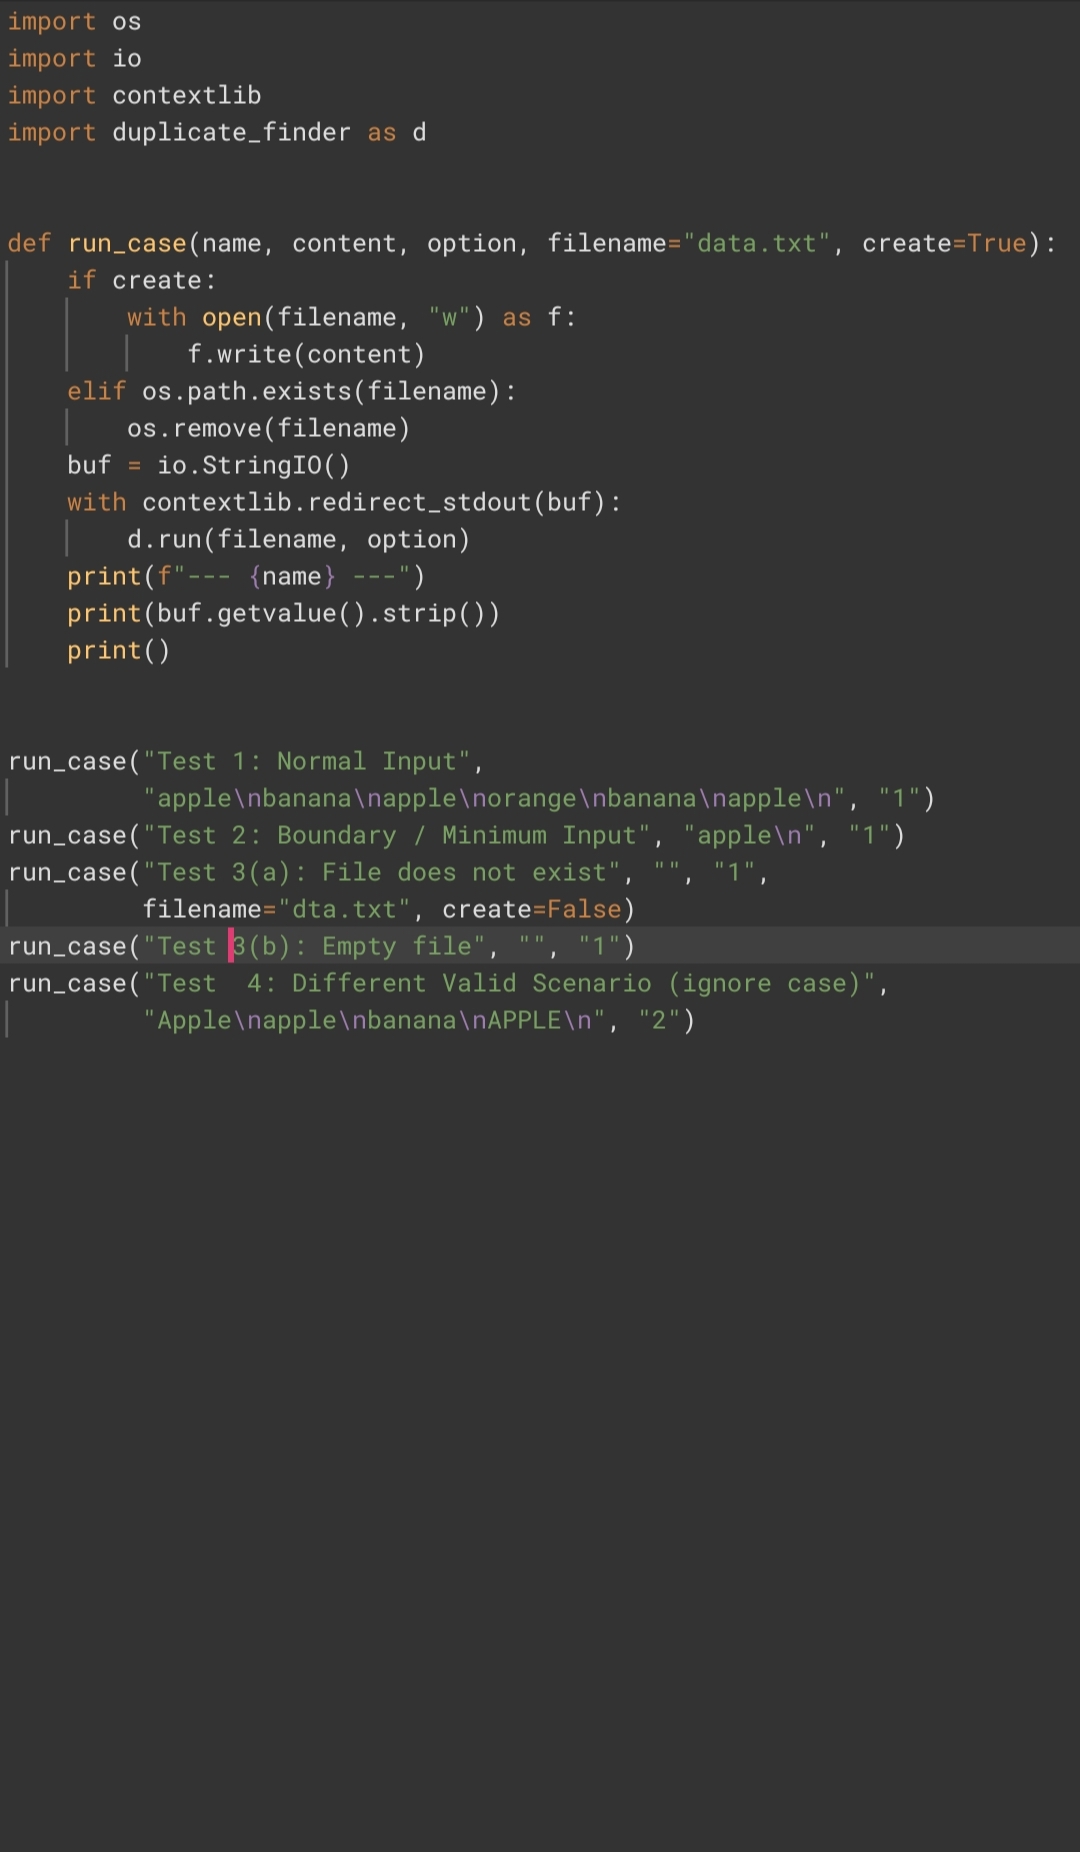 import os
import io
import contextlib
import duplicate_finder as d
def run_case(name, content, option, filename="data.txt", create=True):
    if create:
        with open(filename, "w") as f:
            f.write(content)
    elif os.path.exists(filename):
        os.remove(filename)
    buf = io.StringIO()
    with contextlib.redirect_stdout(buf):
        d.run(filename, option)
    print(f"--- {name} ---")
    print(buf.getvalue().strip())
    print()
run_case("Test 1: Normal Input",
         "apple\nbanana\napple\norange\nbanana\napple\n", "1")
run_case("Test 2: Boundary / Minimum Input", "apple\n", "1")
run_case("Test 3(a): File does not exist", "", "1",
         filename="dta.txt", create=False)
run_case("Test 3(b): Empty file", "", "1")
run_case("Test  4: Different Valid Scenario (ignore case)",
         "Apple\napple\nbanana\nAPPLE\n", "2")